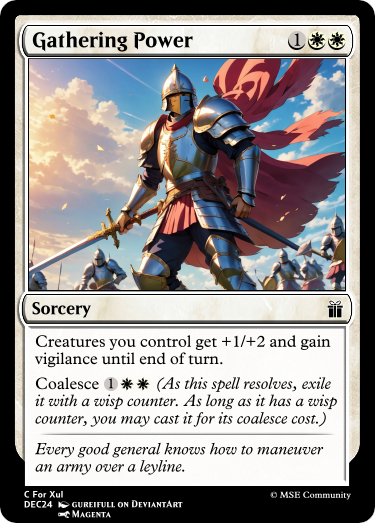 Gathering Power 1
Sorcery
Creatures you control get +1/+2 and gain
vigilance until end of turn.
Coalesce 1 (As this spell resolves, exile
it with a wisp counter. As long as it has a wisp
counter, you may cast it for its coalesce cost.)
Every good general knows how to maneuver
an army over a leyline.
C For Xul
DEC24 GUREIFULL ON DEVIANTART
Magenta
© MSE Community